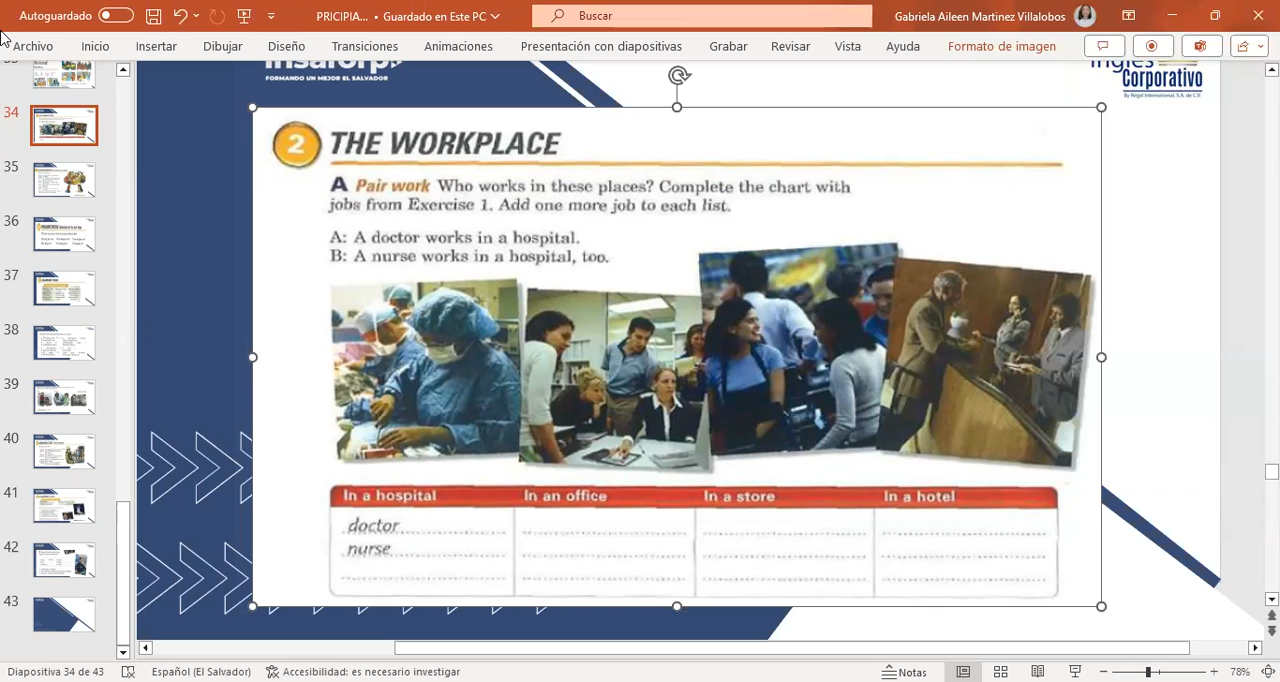 Autoguardado
PRICIPIA... • Guardado en Este PC
Buscar
Gabriela Aileen Martinez Villalobos
Archivo Inicio Insertar Dibujar Diseño Transiciones Animaciones Presentación con diapositivas Grabar Revisar Vista Ayuda Formato de imagen
FORMANDO UN MEJOR EL SALVADOR
Corporativo
2 THE WORKPLACE
A Pair work Who works in these places? Complete the chart with
jobs from Exercise 1. Add one more job to each list.
A: A doctor works in a hospital.
B: A nurse works in a hospital, too.
In a hospital In an office In a store In a hotel
doctor
nurse
34
35
36
37
38
39
40
41
42
43
Diapositiva 34 de 43 Español (El Salvador) Accesibilidad: es necesario investigar Notas 78%